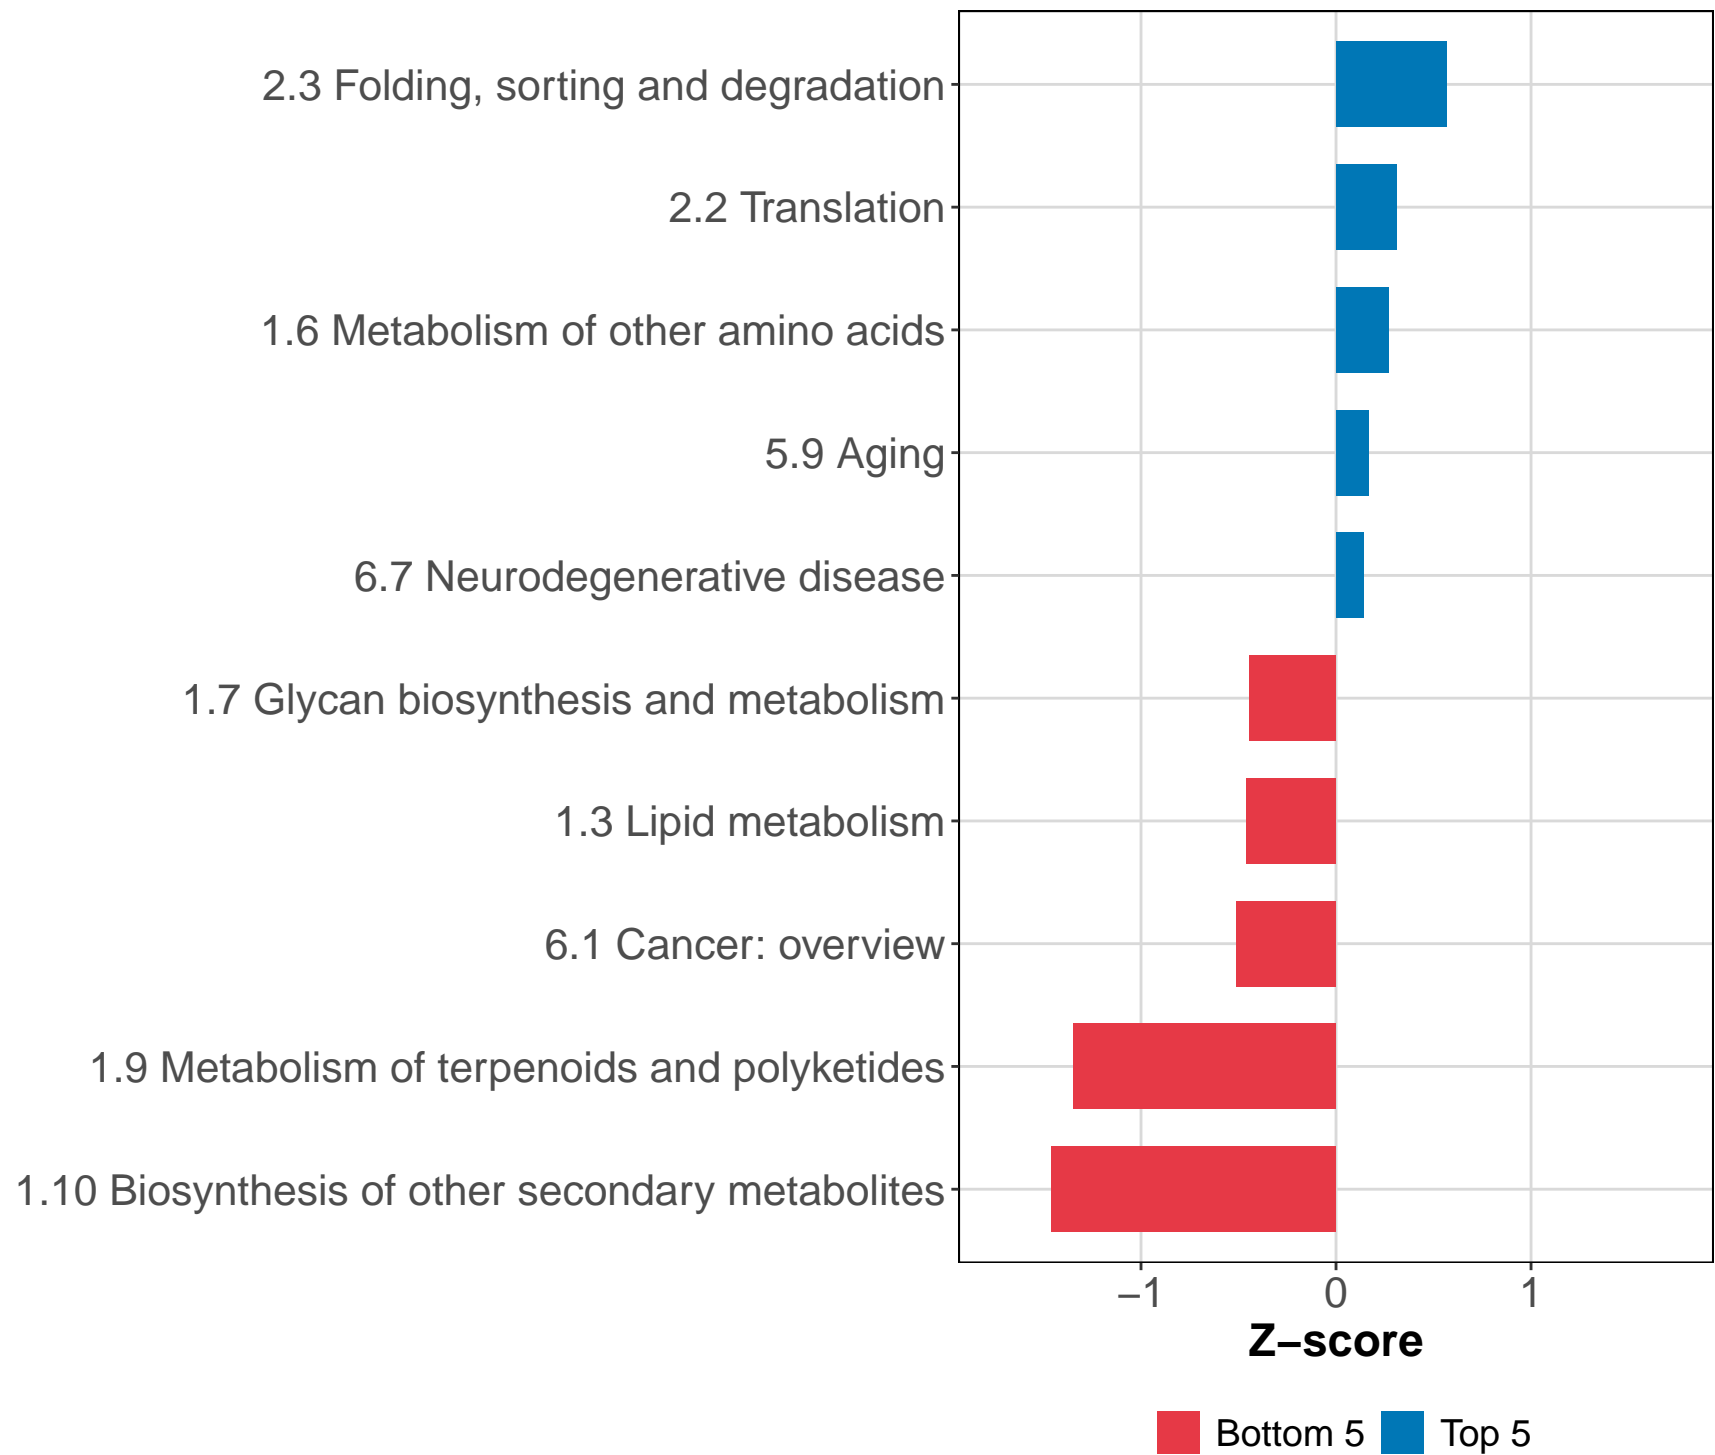 2.3 Folding, sorting and degradation
2.2 Translation
1.6 Metabolism of other amino acids
5.9 Aging
6.7 Neurodegenerative disease
1.7 Glycan biosynthesis and metabolism
1.3 Lipid metabolism
6.1 Cancer: overview
1.9 Metabolism of terpenoids and polyketides
1.10 Biosynthesis of other secondary metabolites
−1 0 1
Z−score
Bottom 5 Top 5